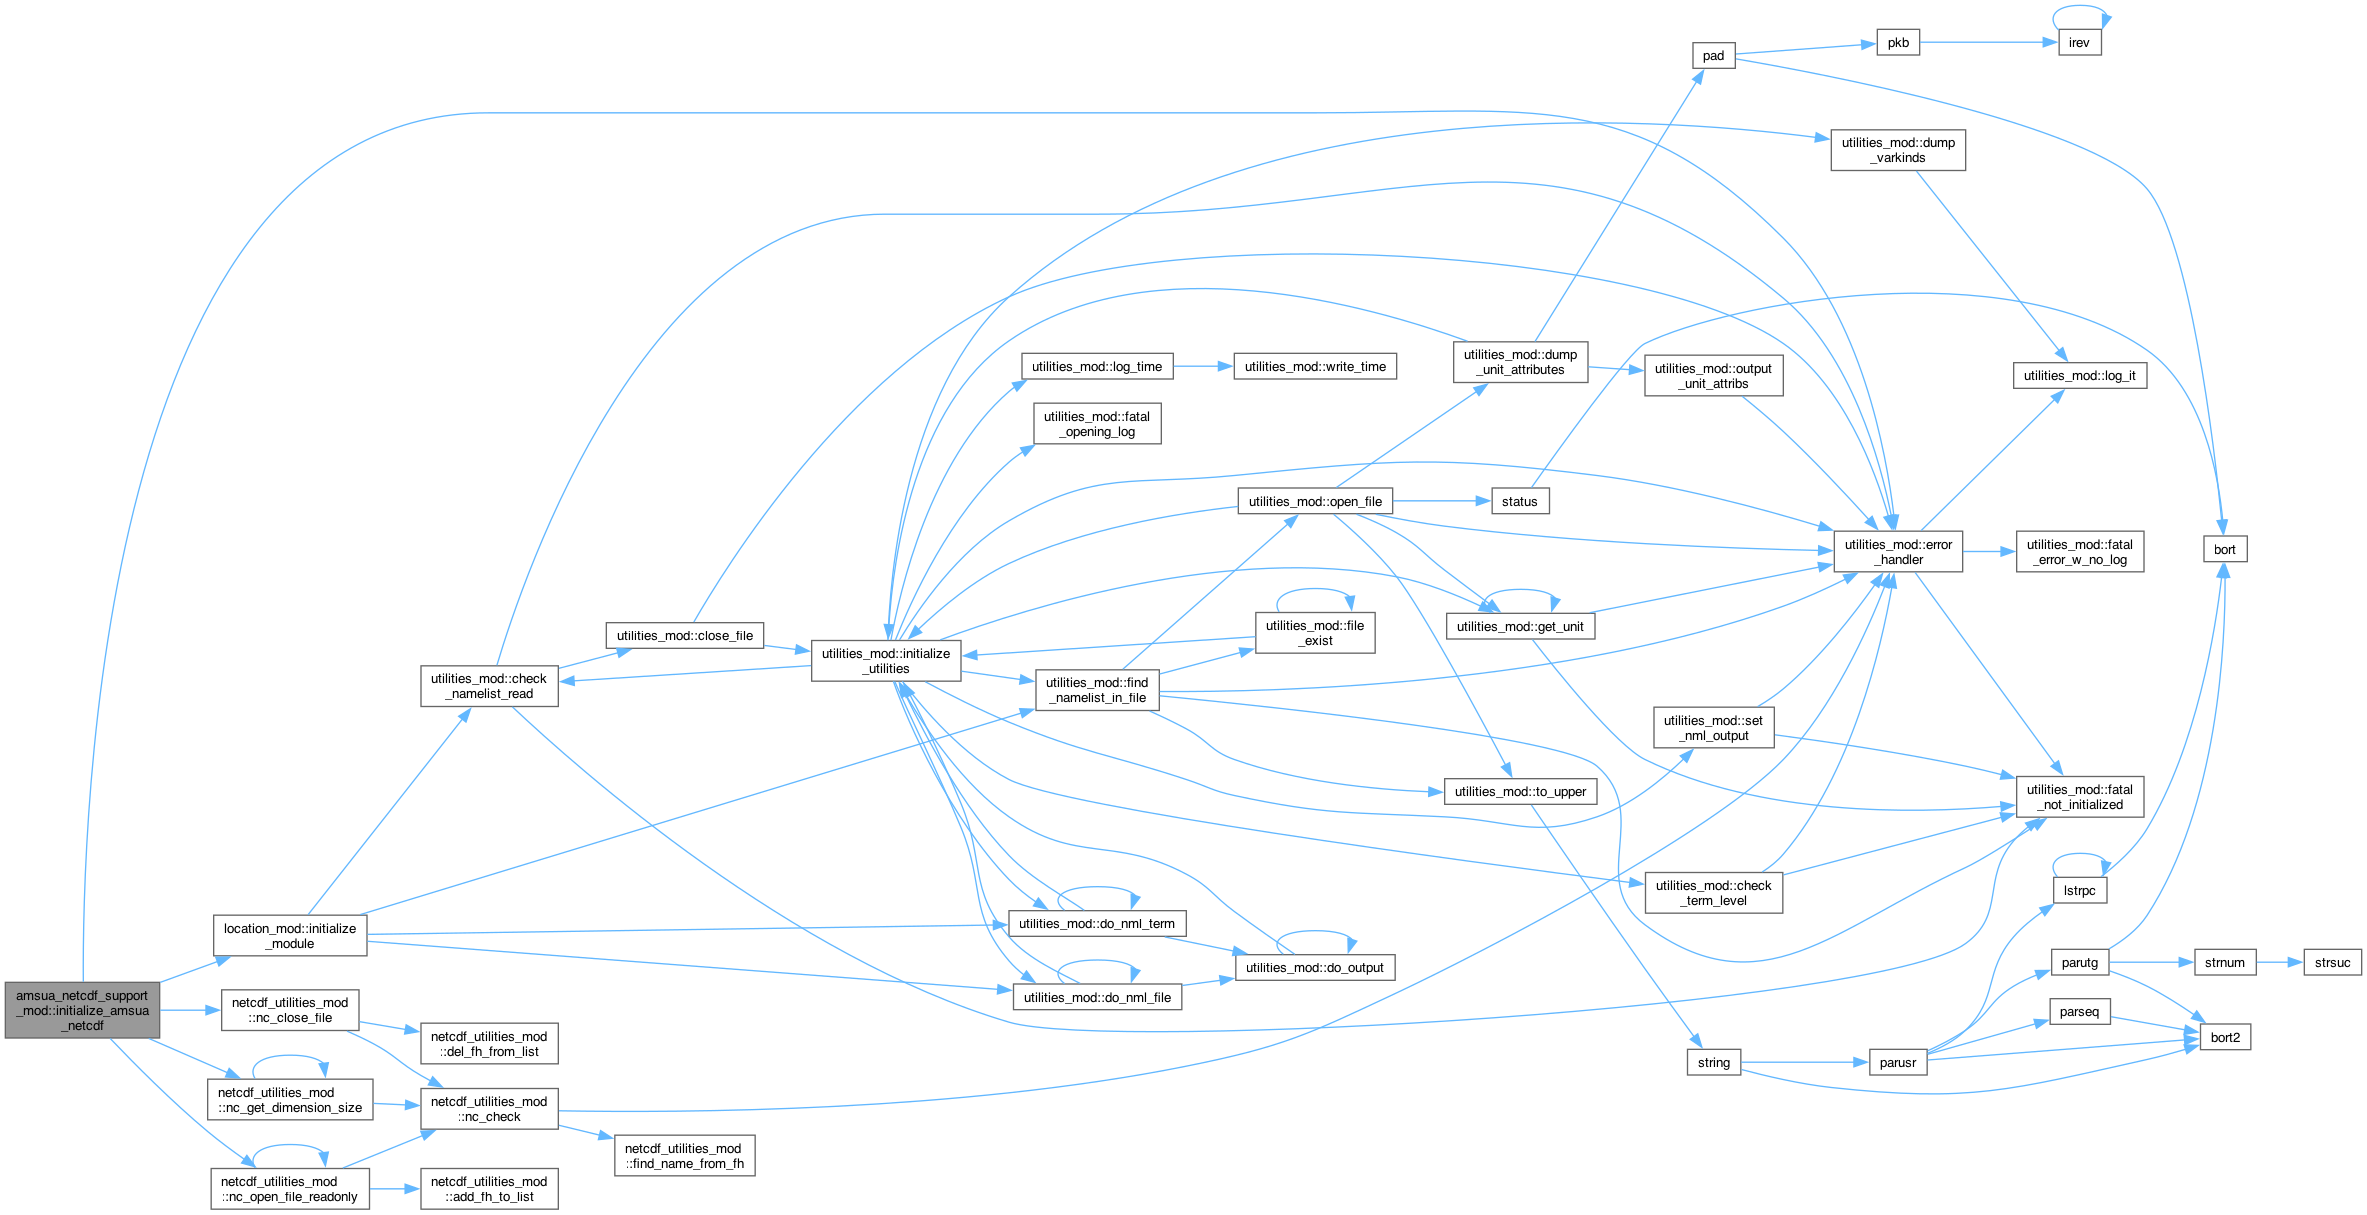 amsua_netcdf_support
_mod::initialize_amsua
_netcdf
location_mod::initialize
_module
netcdf_utilities_mod
::nc_close_file
netcdf_utilities_mod
::nc_get_dimension_size
netcdf_utilities_mod
::nc_open_file_readonly
utilities_mod::check
_namelist_read
netcdf_utilities_mod
::del_fh_from_list
netcdf_utilities_mod
::nc_check
netcdf_utilities_mod
::add_fh_to_list
utilities_mod::close_file
netcdf_utilities_mod
::find_name_from_fh
utilities_mod::initialize
_utilities
utilities_mod::log_time
utilities_mod::fatal
_opening_log
utilities_mod::find
_namelist_in_file
utilities_mod::do_nml_term
utilities_mod::do_nml_file
utilities_mod::write_time
utilities_mod::open_file
utilities_mod::file
_exist
utilities_mod::do_output
utilities_mod::dump
_unit_attributes
status
utilities_mod::get_unit
utilities_mod::to_upper
pad
utilities_mod::output
_unit_attribs
utilities_mod::set
_nml_output
utilities_mod::check
_term_level
string
pkb
utilities_mod::dump
_varkinds
utilities_mod::error
_handler
parusr
irev
utilities_mod::log_it
utilities_mod::fatal
_error_w_no_log
utilities_mod::fatal
_not_initialized
lstrpc
parutg
parseq
bort
strnum
bort2
strsuc